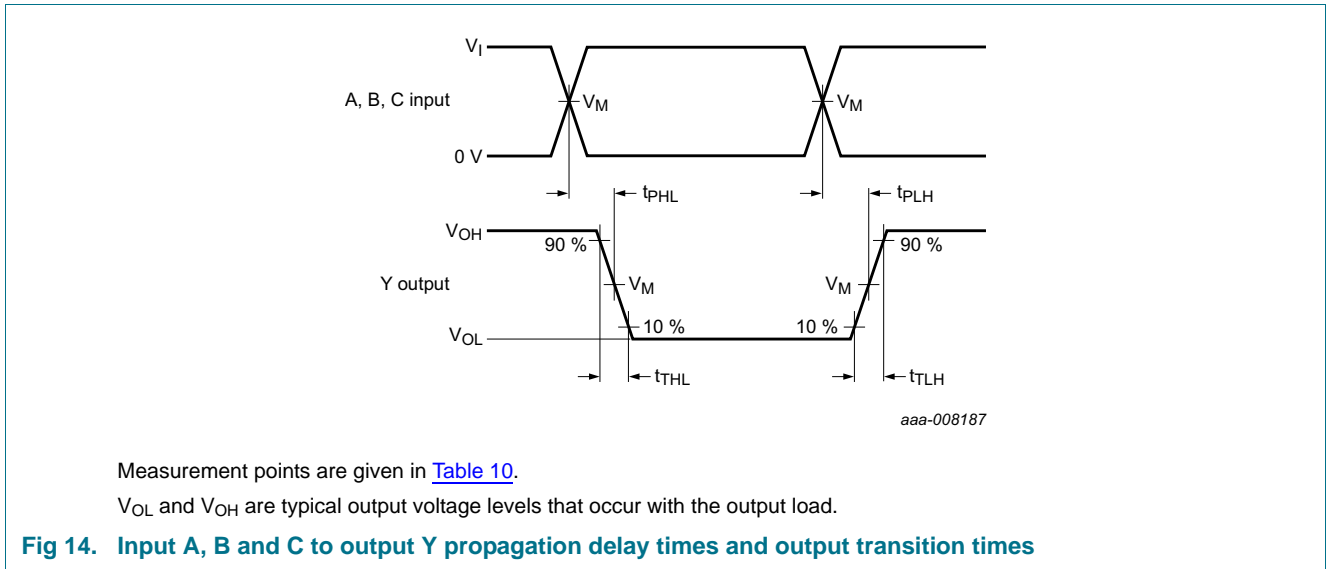 VI
A, B, C input
VM
VM
0 V
tPHL
tPLH
VOH
90 %
90 %
Y output
VM
VM
10 %
10 %
VOL
tTHL
tTLH
aaa-008187
Measurement points are given in Table 10.
VOL and VOH are typical output voltage levels that occur with the output load.
Fig 14. Input A, B and C to output Y propagation delay times and output transition times